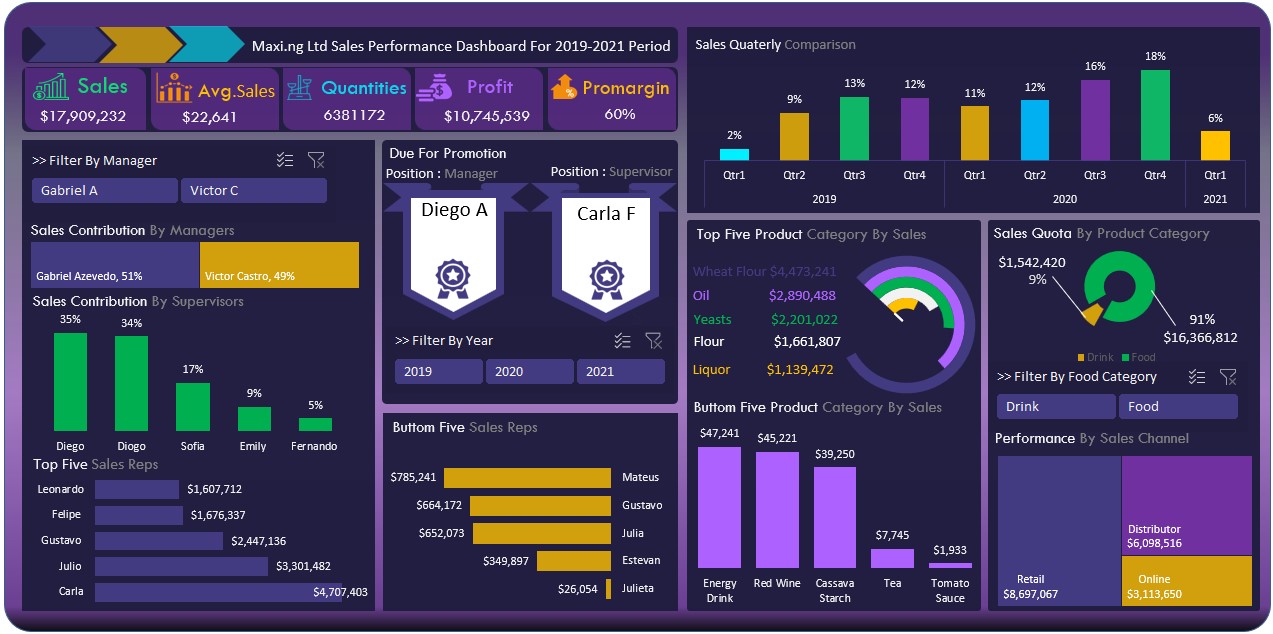 Maxi.ng Ltd Sales Performance Dashboard For 2019-2021 Period
Sales
$17,909,232
Avg.Sales
$22,641
Quantities
6381172
Profit
$10,745,539
Promargin
60%
>> Filter By Manager
Gabriel A
Victor C
Sales Contribution By Managers
Gabriel Azevedo, 51%
Victor Castro, 49%
Sales Contribution By Supervisors
35%
34%
17%
9%
5%
Diego
Diogo
Sofia
Emily
Fernando
Top Five Sales Reps
Leonardo $1,607,712
Felipe $1,676,337
Gustavo $2,447,136
Julio $3,301,482
Carla $4,707,403
Due For Promotion
Position : Manager
Position : Supervisor
Diego A
Carla F
>> Filter By Year
2019
2020
2021
Buttom Five Sales Reps
$785,241 Mateus
$664,172 Gustavo
$652,073 Julia
$349,897 Estevan
$26,054 Julieta
Sales Quaterly Comparison
2%
9%
13%
12%
11%
12%
16%
18%
6%
Qtr1
Qtr2
Qtr3
Qtr4
Qtr1
Qtr2
Qtr3
Qtr4
Qtr1
2019
2020
2021
Top Five Product Category By Sales
Wheat Flour $4,473,241
Oil $2,890,488
Yeasts $2,201,022
Flour $1,661,807
Liquor $1,139,472
Buttom Five Product Category By Sales
$47,241
$45,221
$39,250
$7,745
$1,933
Energy
Drink
Red Wine
Cassava
Starch
Tea
Tomato
Sauce
Sales Quota By Product Category
$1,542,420
9%
91%
$16,366,812
Drink
Food
>> Filter By Food Category
Drink
Food
Performance By Sales Channel
Retail
$8,697,067
Distributor
$6,098,516
Online
$3,113,650